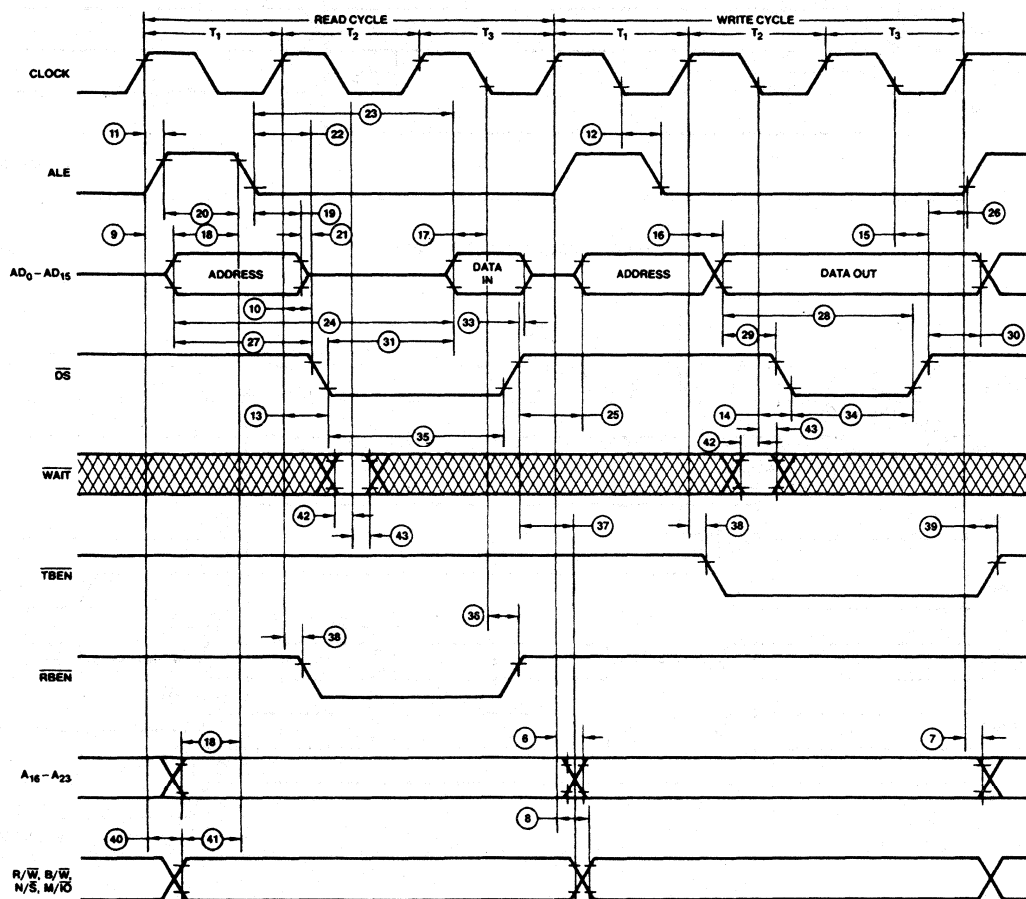 READ CYCLE WRITE CYCLE
T1 T2 T3 T1 T2 T3
CLOCK
23
11 22 12
ALE
20 19 26
9 18 21 17 16 15
AD0–AD15 ADDRESS DATA IN ADDRESS DATA OUT
10 24 33 28
27 31 29 30
DS
13 25 14 34
35 42 43
WAIT
42 43 37 38 39
TBEN
36
38
RBEN
18 6 7
A16–A23
8
40 41
R/W, B/W,
N/S, M/IO